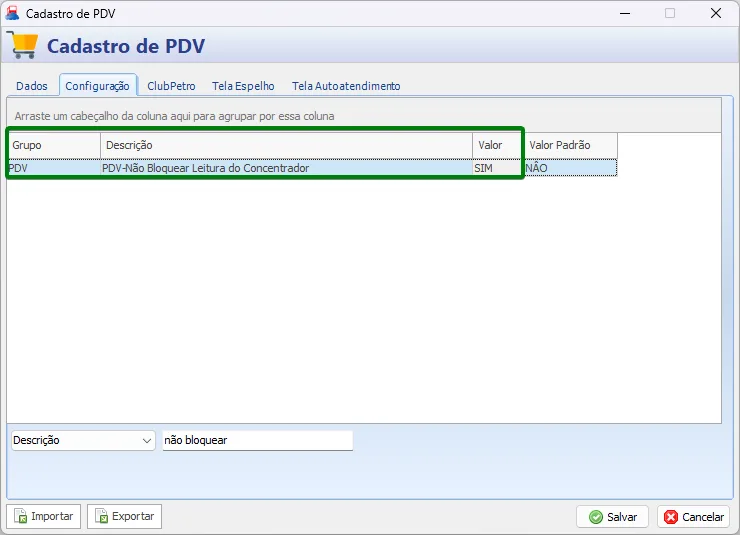 Cadastro de PDV
Cadastro de PDV
Dados Configuração ClubPetro Tela Espelho Tela Autoatendimento
Arraste um cabeçalho da coluna aqui para agrupar por essa coluna
Grupo Descrição Valor Valor Padrão
PDV PDV-Não Bloquear Leitura do Concentrador SIM NÃO
Descrição não bloquear
Importar Exportar Salvar Cancelar